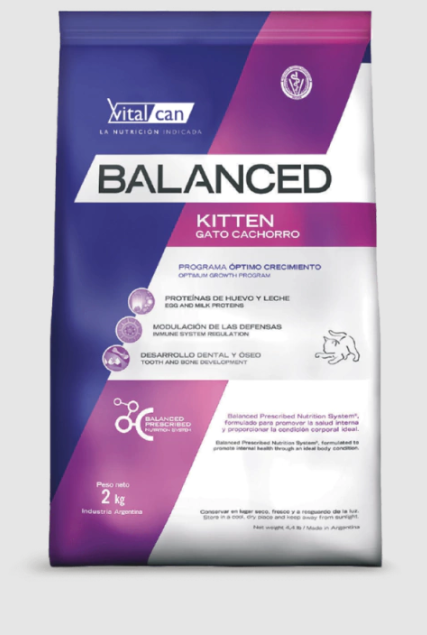 Vital can
LA NUTRICIÓN INDICADA
BALANCED
KITTEN
GATO CACHORRO
PROGRAMA ÓPTIMO CRECIMIENTO
OPTIMUM GROWTH PROGRAM
PROTEÍNAS DE HUEVO Y LECHE
EGG AND MILK PROTEINS
MODULACIÓN DE LAS DEFENSAS
IMMUNE SYSTEM REGULATION
DESARROLLO DENTAL Y ÓSEO
TOOTH AND BONE DEVELOPMENT
BALANCED
PRESCRIBED
NUTRITION SYSTEM
Balanced Prescribed Nutrition System®,
formulado para promover la salud interna
y proporcionar la condición corporal ideal.
Balanced Prescribed Nutrition System®, formulated to
promote internal health through an ideal body condition.
Peso neto
2 kg
Industria Argentina
Conservar en lugar seco, fresco y a resguardo de la luz.
Store in a cool, dry place and keep away from sunlight.
Net weight 4,4 lb / Made in Argentina